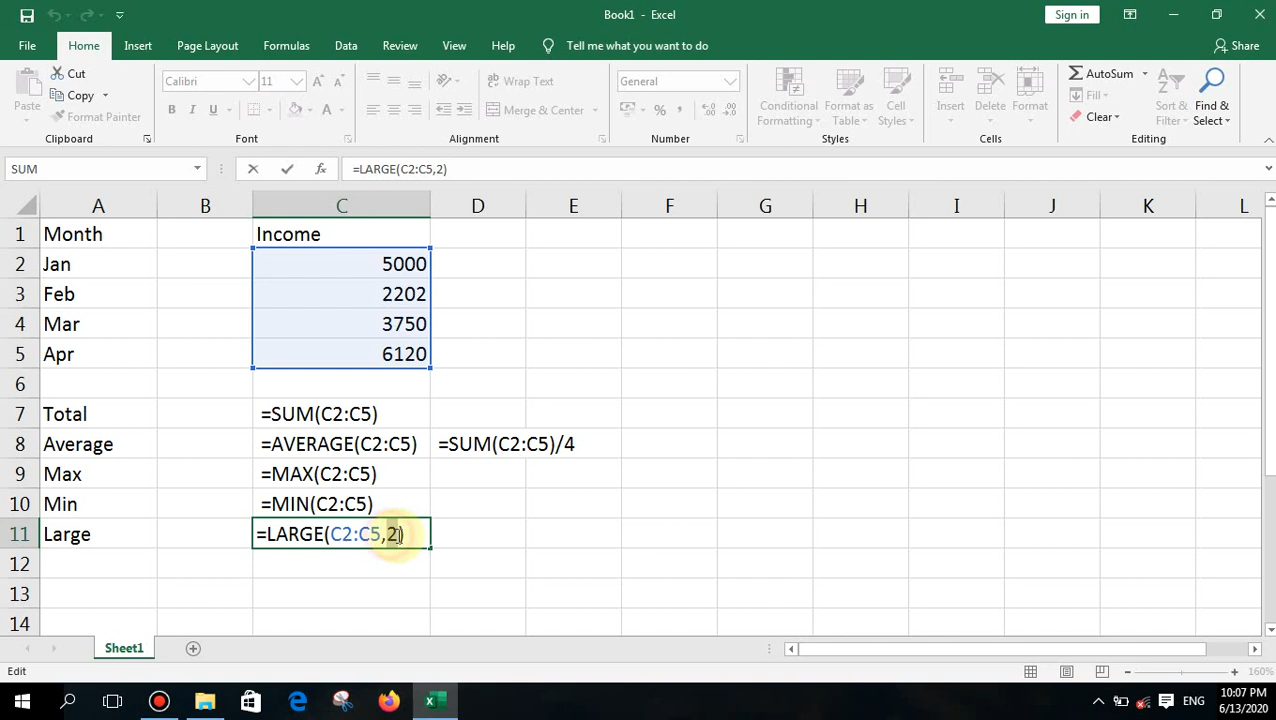 Book1 - Excel
Sign in
File Home Insert Page Layout Formulas Data Review View Help Tell me what you want to do Share
Paste
Cut
Copy
Format Painter
Clipboard
Calibri 11
B I U A
Font
Wrap Text
Merge & Center
Alignment
General
% ,
Number
Conditional Formatting
Format as Table
Cell Styles
Styles
Insert Delete Format
Cells
AutoSum
Fill
Clear
Sort & Filter
Find & Select
Editing
SUM fx =LARGE(C2:C5,2)
A B C D E F G H I J K L
1 Month Income
2 Jan 5000
3 Feb 2202
4 Mar 3750
5 Apr 6120
6
7 Total =SUM(C2:C5)
8 Average =AVERAGE(C2:C5) =SUM(C2:C5)/4
9 Max =MAX(C2:C5)
10 Min =MIN(C2:C5)
11 Large =LARGE(C2:C5,2)
12
13
14
Sheet1
Edit 160%
ENG
10:07 PM
6/13/2020